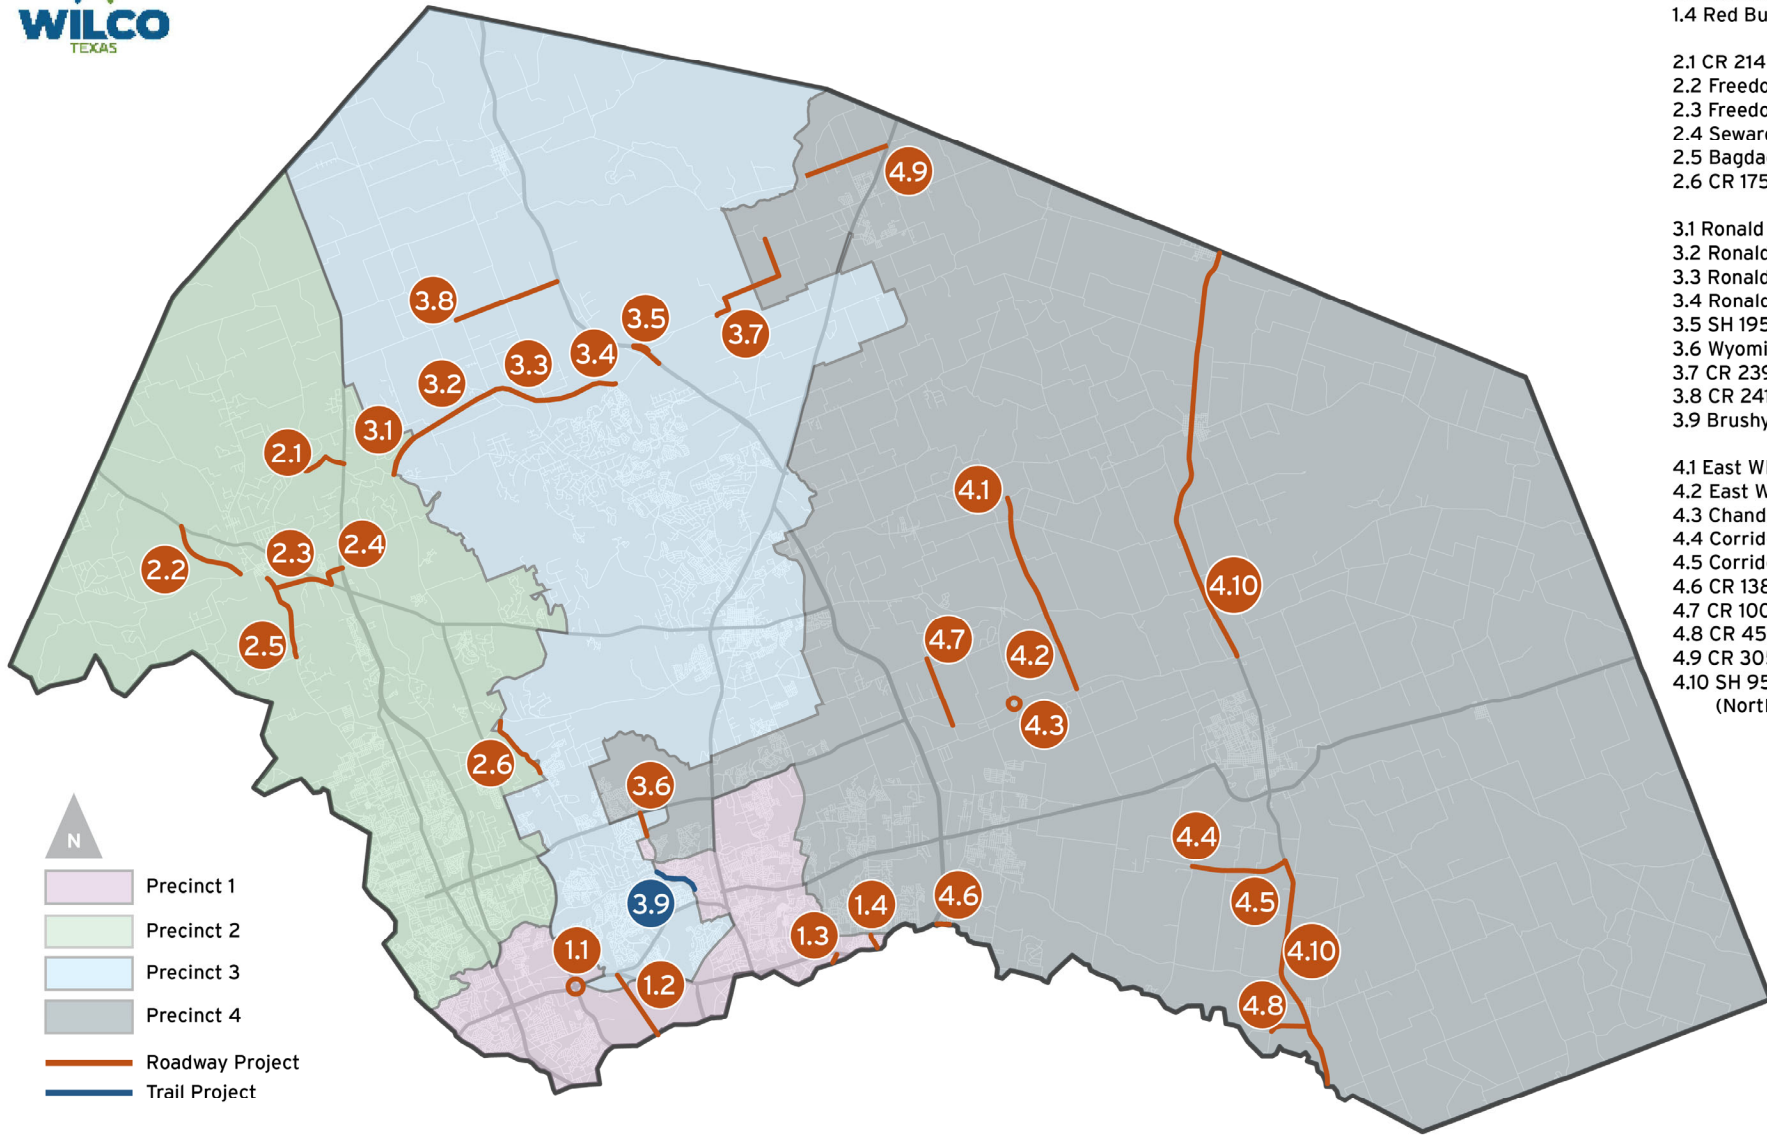 WILCO
TEXAS
1.4 Red Bu
2.1 CR 214
2.2 Freedo
2.3 Freedo
2.4 Sewar
2.5 Bagda
2.6 CR 175
3.1 Ronald
3.2 Ronald
3.3 Ronald
3.4 Ronald
3.5 SH 195
3.6 Wyomi
3.7 CR 239
3.8 CR 241
3.9 Brushy
4.1 East Wi
4.2 East W
4.3 Chand
4.4 Corrid
4.5 Corrid
4.6 CR 138
4.7 CR 100
4.8 CR 45
4.9 CR 305
4.10 SH 95
(North
4.9
3.8
3.5
3.7
3.4
3.3
3.2
3.1
2.1
4.1
2.4
2.3
2.2
4.10
2.5
4.7
4.2
4.3
2.6
3.6
4.4
3.9
1.4
4.6
4.5
1.3
1.1
4.10
1.2
4.8
N
Precinct 1
Precinct 2
Precinct 3
Precinct 4
Roadway Project
Trail Project